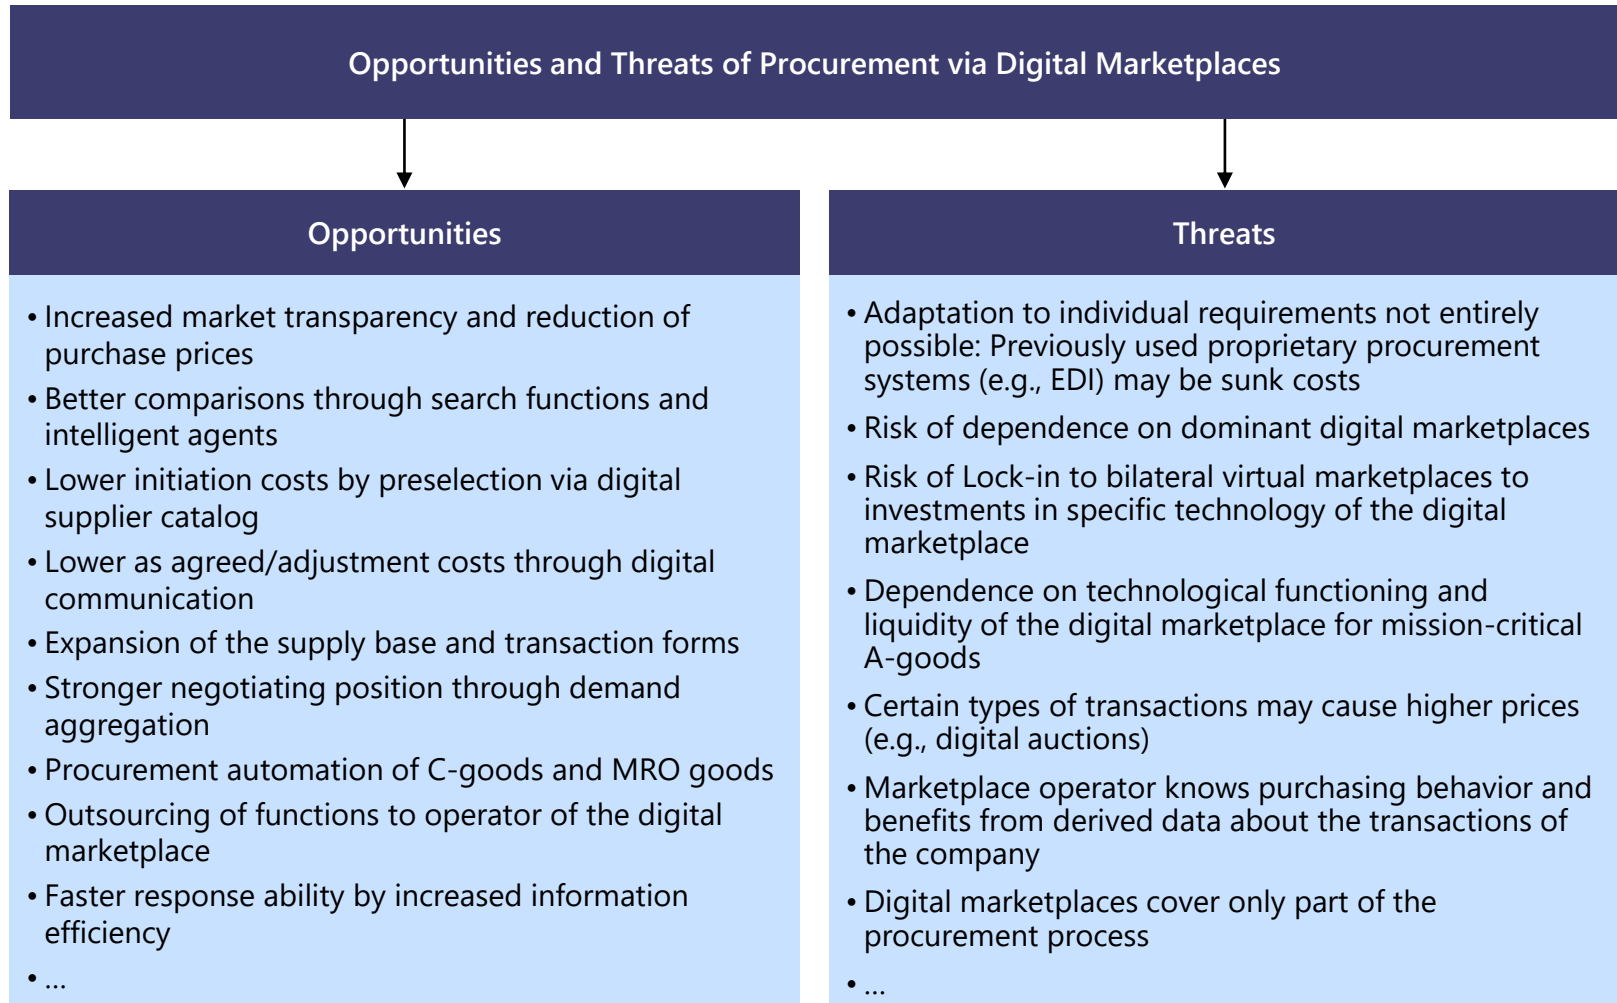 Opportunities and Threats of Procurement via Digital Marketplaces
Opportunities
• Increased market transparency and reduction of
purchase prices
• Better comparisons through search functions and
intelligent agents
• Lower initiation costs by preselection via digital
supplier catalog
• Lower as agreed/adjustment costs through digital
communication
• Expansion of the supply base and transaction forms
• Stronger negotiating position through demand
aggregation
• Procurement automation of C-goods and MRO goods
• Outsourcing of functions to operator of the digital
marketplace
• Faster response ability by increased information
efficiency
• ...
Threats
• Adaptation to individual requirements not entirely
possible: Previously used proprietary procurement
systems (e.g., EDI) may be sunk costs
• Risk of dependence on dominant digital marketplaces
• Risk of Lock-in to bilateral virtual marketplaces to
investments in specific technology of the digital
marketplace
• Dependence on technological functioning and
liquidity of the digital marketplace for mission-critical
A-goods
• Certain types of transactions may cause higher prices
(e.g., digital auctions)
• Marketplace operator knows purchasing behavior and
benefits from derived data about the transactions of
the company
• Digital marketplaces cover only part of the
procurement process
• ...